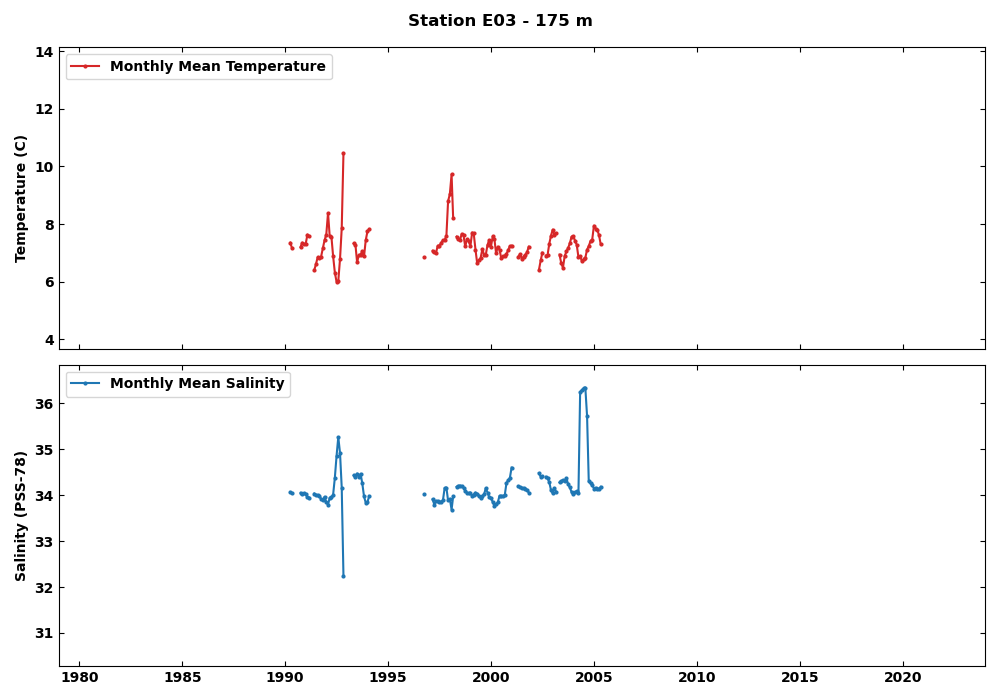 Station E03 - 175 m
Monthly Mean Temperature
Temperature (C)
14
12
10
8
6
4
Monthly Mean Salinity
Salinity (PSS-78)
36
35
34
33
32
31
1980 1985 1990 1995 2000 2005 2010 2015 2020